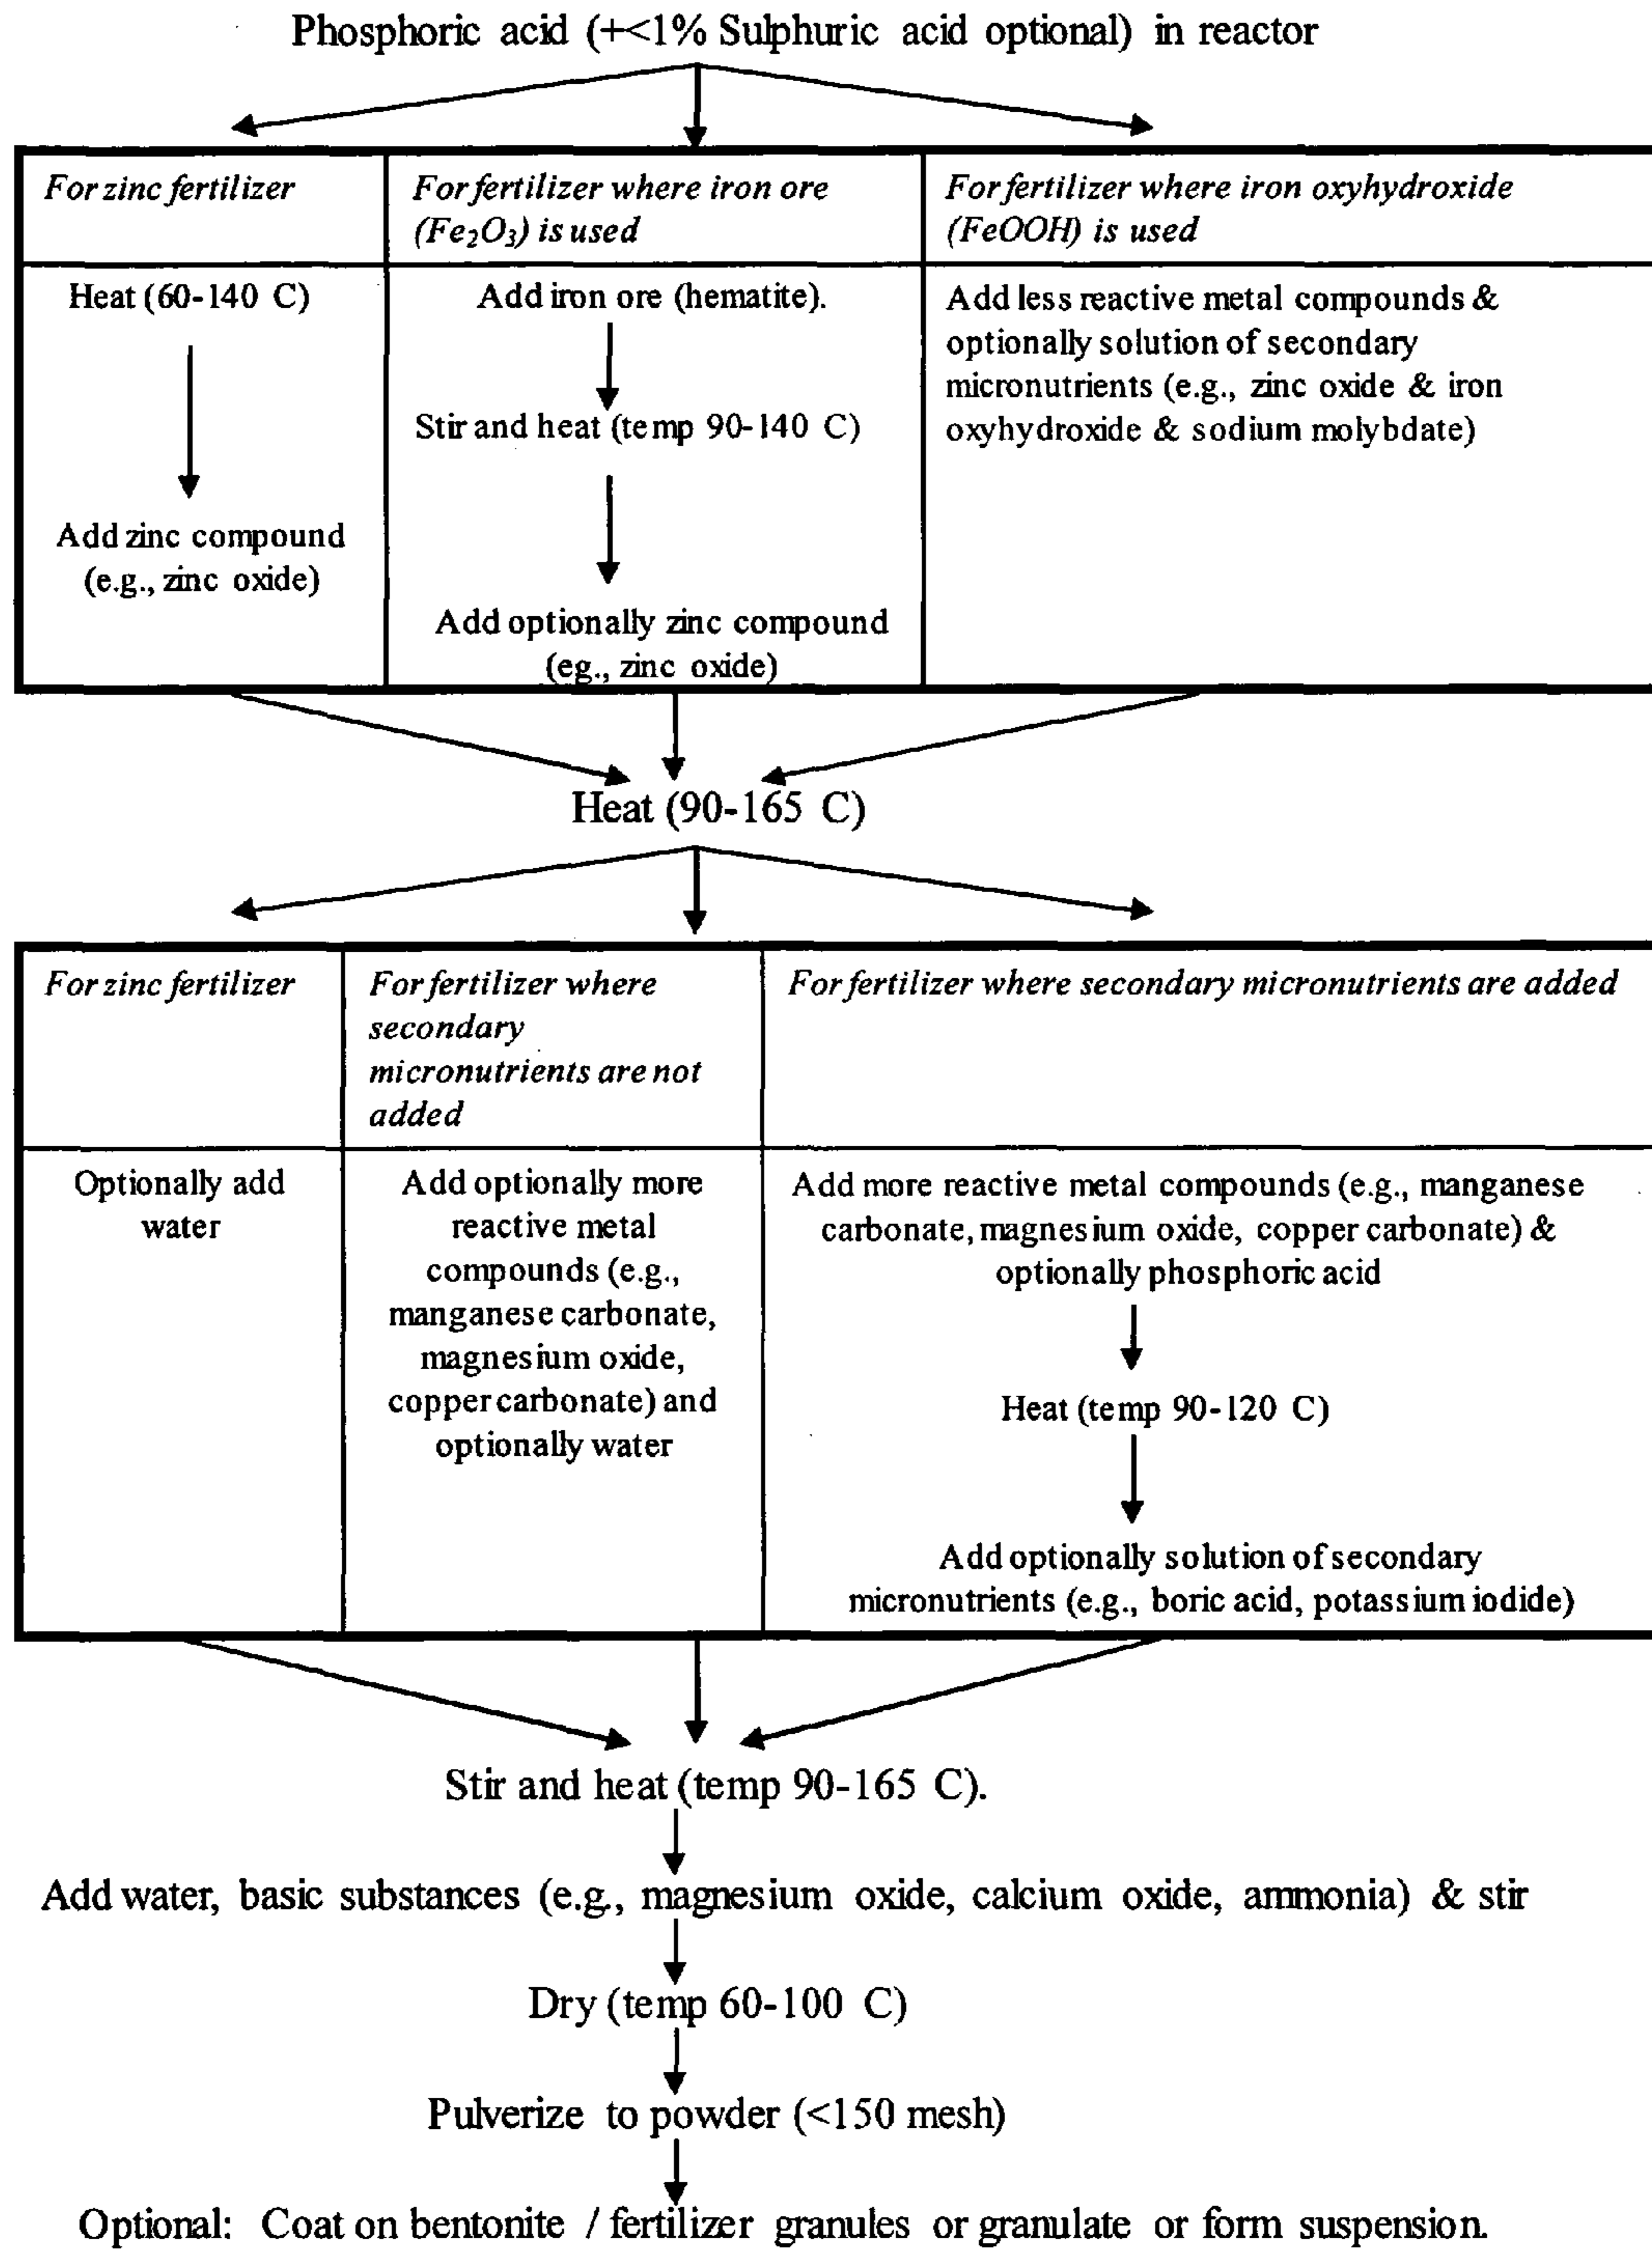 Phosphoric acid (+<1% Sulphuric acid optional) in reactor
For zinc fertilizer
For fertilizer where iron ore
(Fe₂O₃) is used
For fertilizer where iron oxyhydroxide
(FeOOH) is used
Heat (60-140 C)
Add zinc compound
(e.g., zinc oxide)
Add iron ore (hematite).
Stir and heat (temp 90-140 C)
Add optionally zinc compound
(eg., zinc oxide)
Add less reactive metal compounds &
optionally solution of secondary
micronutrients (e.g., zinc oxide & iron
oxyhydroxide & sodium molybdate)
Heat (90-165 C)
For zinc fertilizer
For fertilizer where
secondary
micronutrients are not
added
For fertilizer where secondary micronutrients are added
Optionally add
water
Add optionally more
reactive metal
compounds (e.g.,
manganese carbonate,
magnesium oxide,
copper carbonate) and
optionally water
Add more reactive metal compounds (e.g., manganese
carbonate, magnesium oxide, copper carbonate) &
optionally phosphoric acid
Heat (temp 90-120 C)
Add optionally solution of secondary
micronutrients (e.g., boric acid, potassium iodide)
Stir and heat (temp 90-165 C).
Add water, basic substances (e.g., magnesium oxide, calcium oxide, ammonia) & stir
Dry (temp 60-100 C)
Pulverize to powder (<150 mesh)
Optional: Coat on bentonite / fertilizer granules or granulate or form suspension.